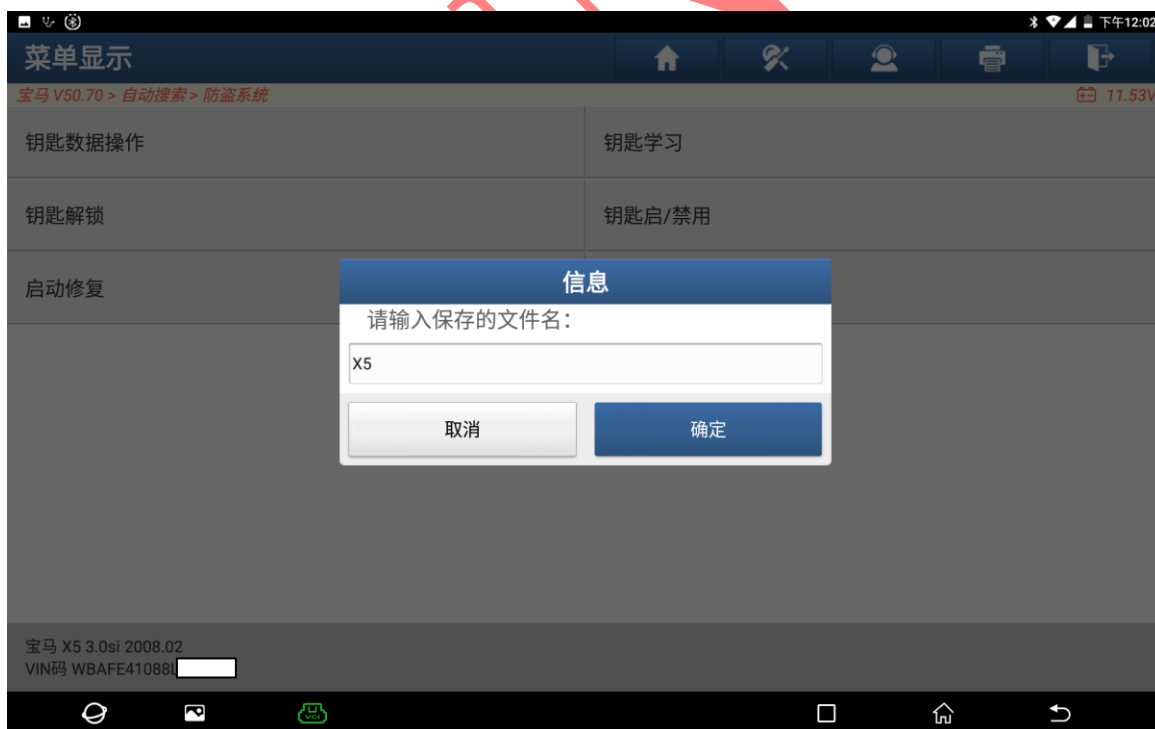 下午12:02
菜单显示
宝马 V50.70 > 自动搜索 > 防盗系统
11.53V
钥匙数据操作
钥匙学习
钥匙解锁
钥匙启/禁用
启动修复
信息
请输入保存的文件名：
X5
取消
确定
宝马 X5 3.0si 2008.02
VIN码 WBAFE41088L
VCI